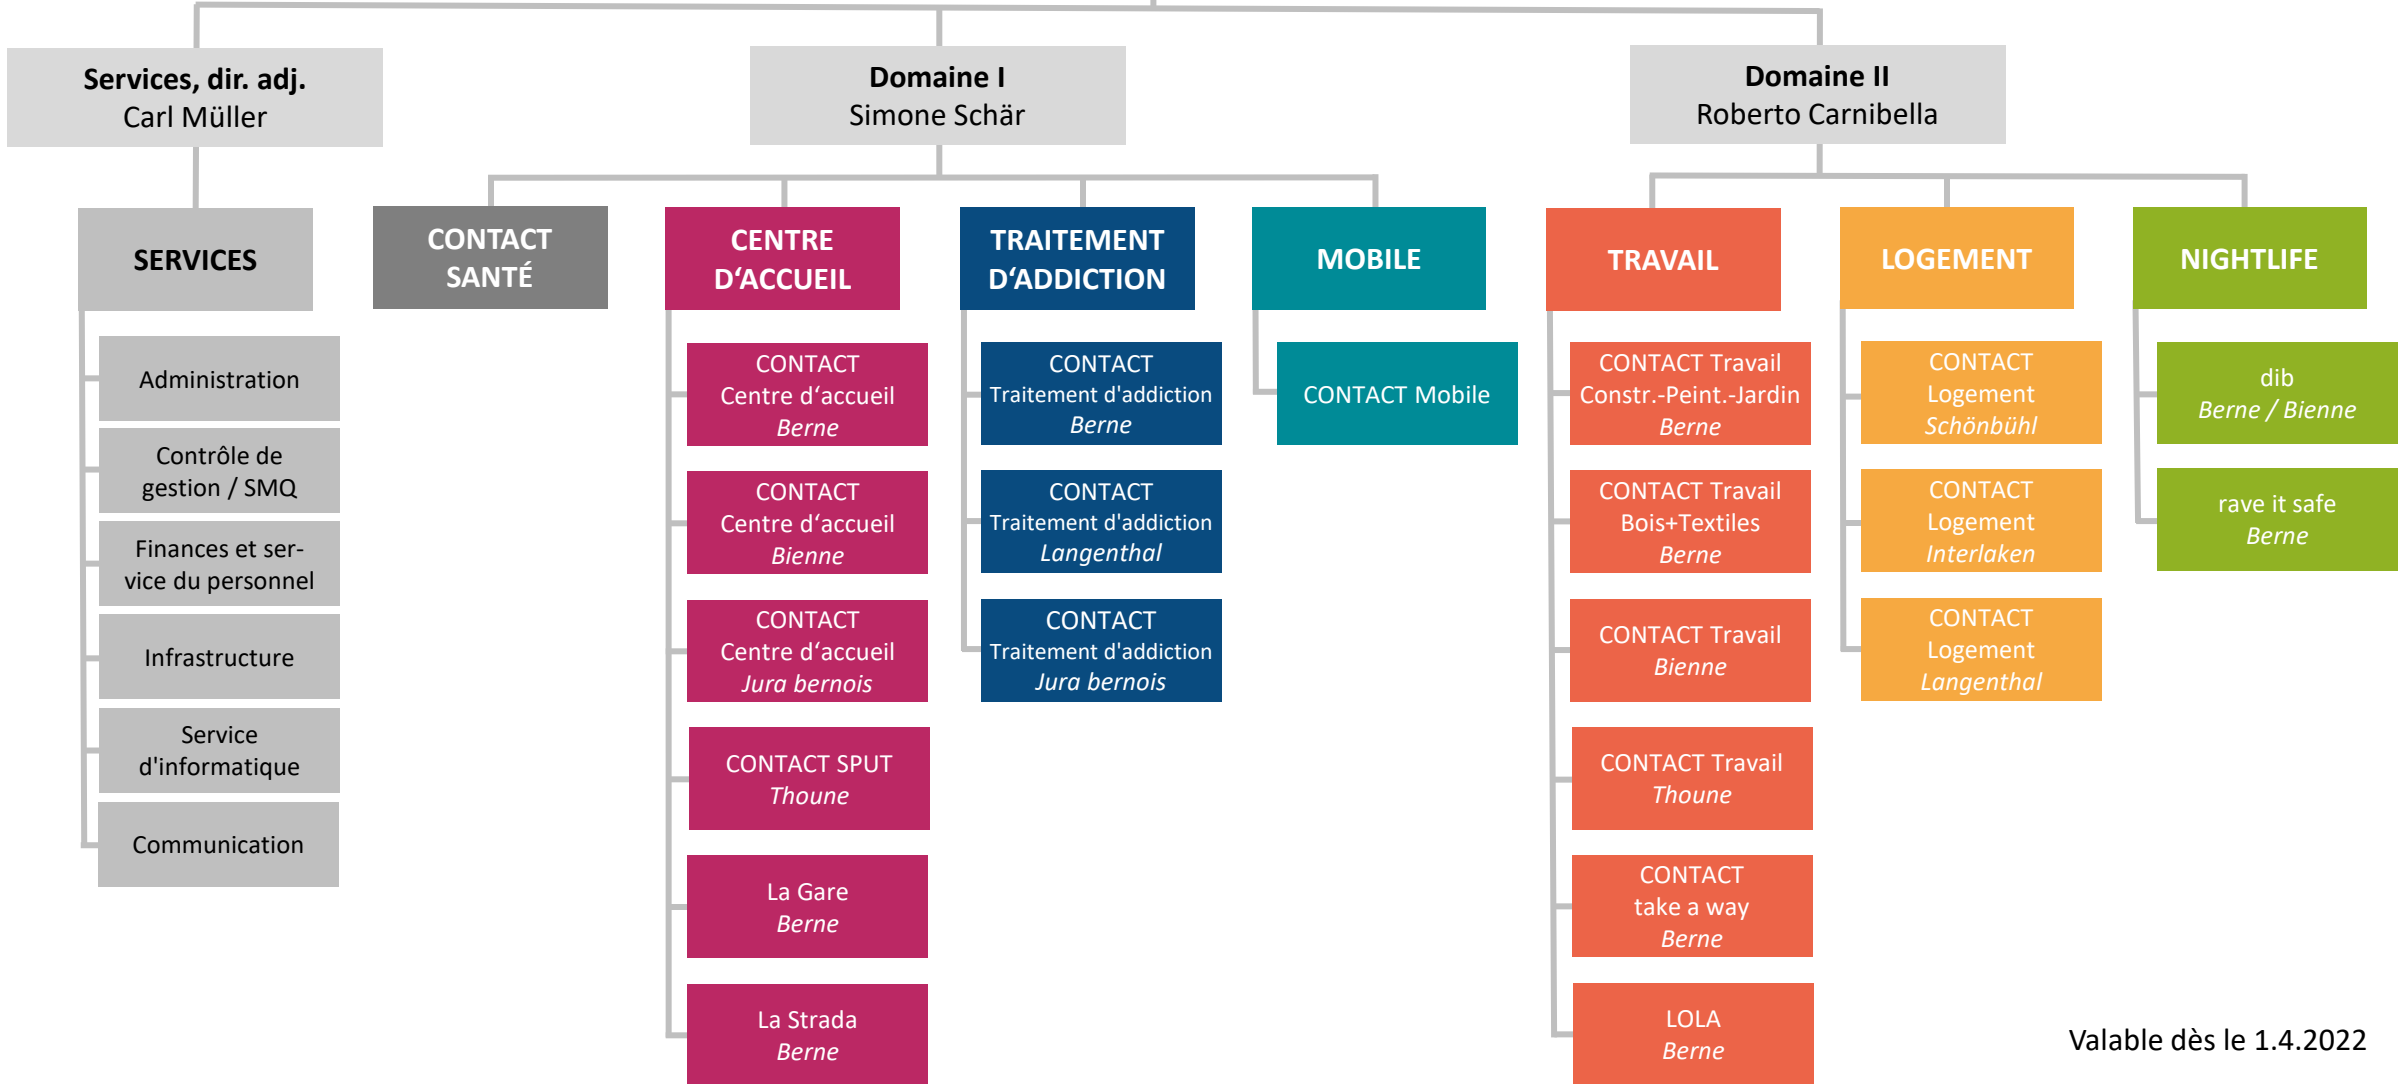 Services, dir. adj.
Carl Müller
Domaine I
Simone Schär
Domaine II
Roberto Carnibella
SERVICES
Administration
Contrôle de
gestion / SMQ
Finances et ser-
vice du personnel
Infrastructure
Service
d'informatique
Communication
CONTACT
SANTÉ
CENTRE
D‘ACCUEIL
CONTACT
Centre d‘accueil
Berne
CONTACT
Centre d‘accueil
Bienne
CONTACT
Centre d‘accueil
Jura bernois
CONTACT SPUT
Thoune
La Gare
Berne
La Strada
Berne
TRAITEMENT
D‘ADDICTION
CONTACT
Traitement d'addiction
Berne
CONTACT
Traitement d'addiction
Langenthal
CONTACT
Traitement d'addiction
Jura bernois
MOBILE
CONTACT Mobile
TRAVAIL
CONTACT Travail
Constr.-Peint.-Jardin
Berne
CONTACT Travail
Bois+Textiles
Berne
CONTACT Travail
Bienne
CONTACT Travail
Thoune
CONTACT
take a way
Berne
LOLA
Berne
LOGEMENT
CONTACT
Logement
Schönbühl
CONTACT
Logement
Interlaken
CONTACT
Logement
Langenthal
NIGHTLIFE
dib
Berne / Bienne
rave it safe
Berne
Valable dès le 1.4.2022